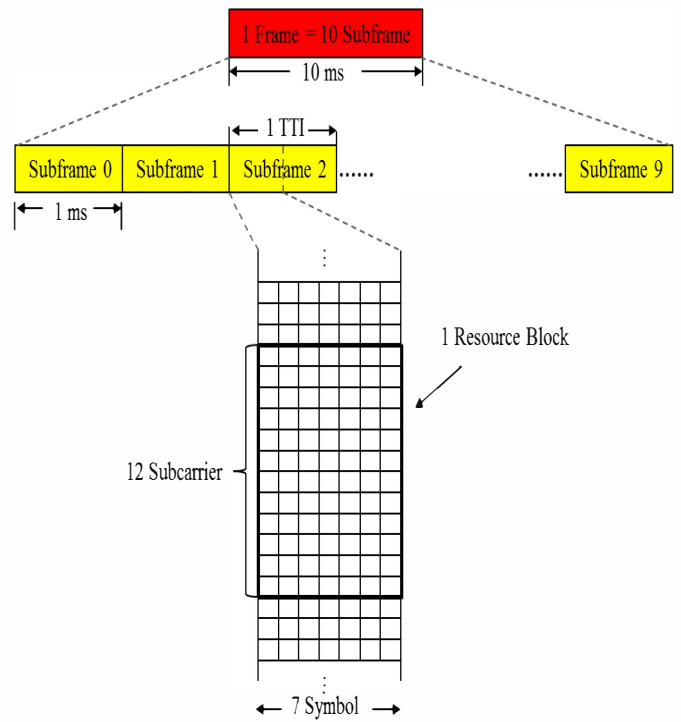 1 Frame = 10 Subframe
10 ms
1 TTI
Subframe 0
Subframe 1
Subframe 2
......
......
Subframe 9
1 ms
1 Resource Block
12 Subcarrier
7 Symbol